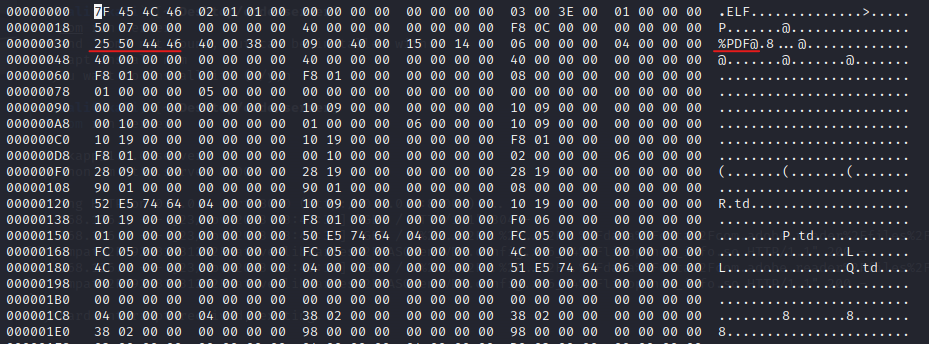 00000000 7F 45 4C 46 02 01 01 00 00 00 00 00 00 00 00 00 03 00 3E 00 01 00 00 00 .ELF..............>.....
00000018 50 07 00 00 00 00 00 00 40 00 00 00 00 00 00 00 F8 0C 00 00 00 00 00 00 P.......@...............
00000030 25 50 44 46 40 00 38 00 09 00 40 00 15 00 14 00 06 00 00 00 04 00 00 00 %PDF@.8...@.............
00000048 40 00 00 00 00 00 00 00 40 00 00 00 00 00 00 00 40 00 00 00 00 00 00 00 @.......@.......@.......
00000060 F8 01 00 00 00 00 00 00 F8 01 00 00 00 00 00 00 08 00 00 00 00 00 00 00 ........................
00000078 01 00 00 00 05 00 00 00 00 00 00 00 00 00 00 00 00 00 00 00 00 00 00 00 ........................
00000090 00 00 00 00 00 00 00 00 10 09 00 00 00 00 00 00 10 09 00 00 00 00 00 00 ........................
000000A8 00 10 00 00 00 00 00 00 01 00 00 00 06 00 00 00 10 09 00 00 00 00 00 00 ........................
000000C0 10 19 00 00 00 00 00 00 10 19 00 00 00 00 00 00 F8 01 00 00 00 00 00 00 ........................
000000D8 F8 01 00 00 00 00 00 00 00 10 00 00 00 00 00 00 02 00 00 00 06 00 00 00 ........................
000000F0 28 09 00 00 00 00 00 00 28 19 00 00 00 00 00 00 28 19 00 00 00 00 00 00 (.......(.......(.......
00000108 90 01 00 00 00 00 00 00 90 01 00 00 00 00 00 00 08 00 00 00 00 00 00 00 ........................
00000120 52 E5 74 64 04 00 00 00 10 09 00 00 00 00 00 00 10 19 00 00 00 00 00 00 R.td....................
00000138 10 19 00 00 00 00 00 00 F8 01 00 00 00 00 00 00 F0 06 00 00 00 00 00 00 ........................
00000150 01 00 00 00 00 00 00 00 50 E5 74 64 04 00 00 00 FC 05 00 00 00 00 00 00 ........P.td............
00000168 FC 05 00 00 00 00 00 00 FC 05 00 00 00 00 00 00 4C 00 00 00 00 00 00 00 ................L.......
00000180 4C 00 00 00 00 00 00 00 04 00 00 00 00 00 00 00 51 E5 74 64 06 00 00 00 L...............Q.td....
00000198 00 00 00 00 00 00 00 00 00 00 00 00 00 00 00 00 00 00 00 00 00 00 00 00 ........................
000001B0 00 00 00 00 00 00 00 00 00 00 00 00 00 00 00 00 00 00 00 00 00 00 00 00 ........................
000001C8 04 00 00 00 04 00 00 00 38 02 00 00 00 00 00 00 38 02 00 00 00 00 00 00 ........8.......8.......
000001E0 38 02 00 00 00 00 00 00 98 00 00 00 00 00 00 00 98 00 00 00 00 00 00 00 8.......................